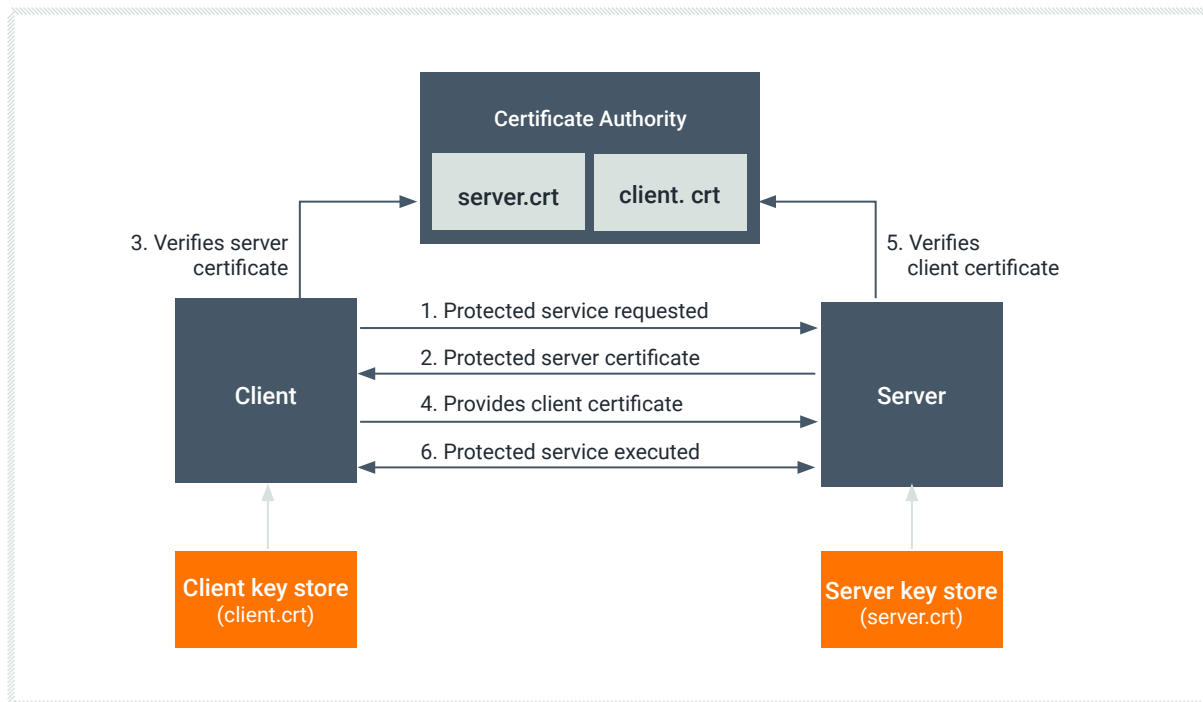 Certificate Authority
server.crt
client. crt
3. Verifies server
certificate
5. Verifies
client certificate
1. Protected service requested
2. Protected server certificate
Client
Server
4. Provides client certificate
6. Protected service executed
Client key store
(client.crt)
Server key store
(server.crt)